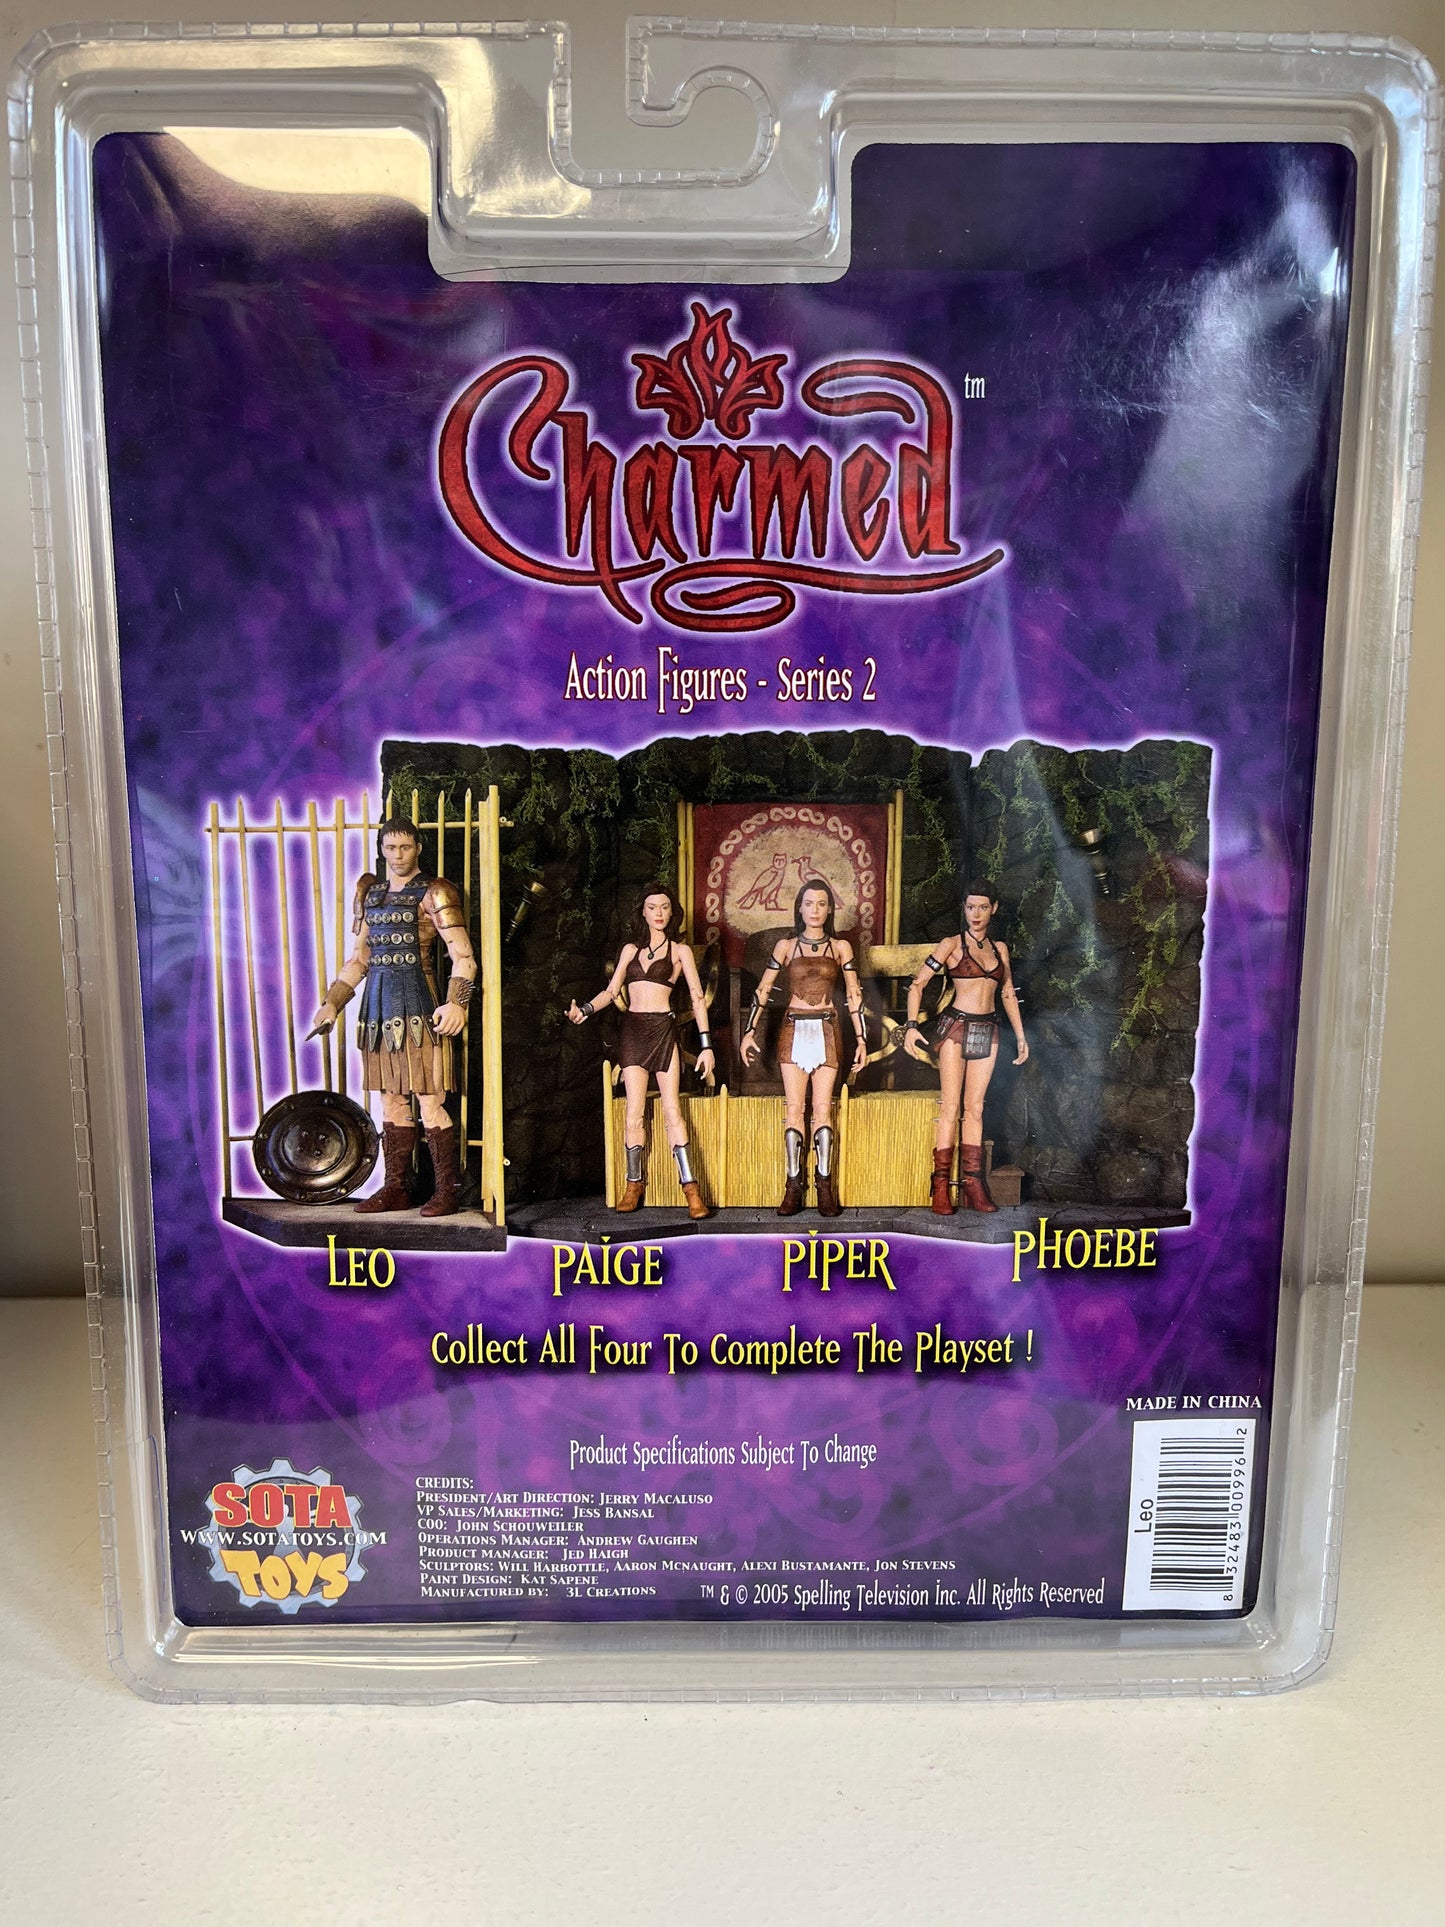 Charmed tm
Action Figures - Series 2
LEO PAIGE PIPER PHOEBE
Collect All Four To Complete The Playset !
MADE IN CHINA
Product Specifications Subject To Change
CREDITS:
PRESIDENT/ART DIRECTION: JERRY MACALUSO
VP SALES/MARKETING: JESS BANSAL
COO: JOHN SCHOUWEILER
OPERATIONS MANAGER: ANDREW GAUGHEN
PRODUCT MANAGER: JED HAIGH
SCULPTORS: WILL HARBOTTLE, AARON MCNAUGHT, ALEXI BUSTAMANTE, JON STEVENS
PAINT DESIGN: KAT SAPENE
MANUFACTURED BY: 3L CREATIONS
TM & © 2005 Spelling Television Inc. All Rights Reserved
SOTA
WWW.SOTATOYS.COM
TOYS
Leo
8 32483 00996 2